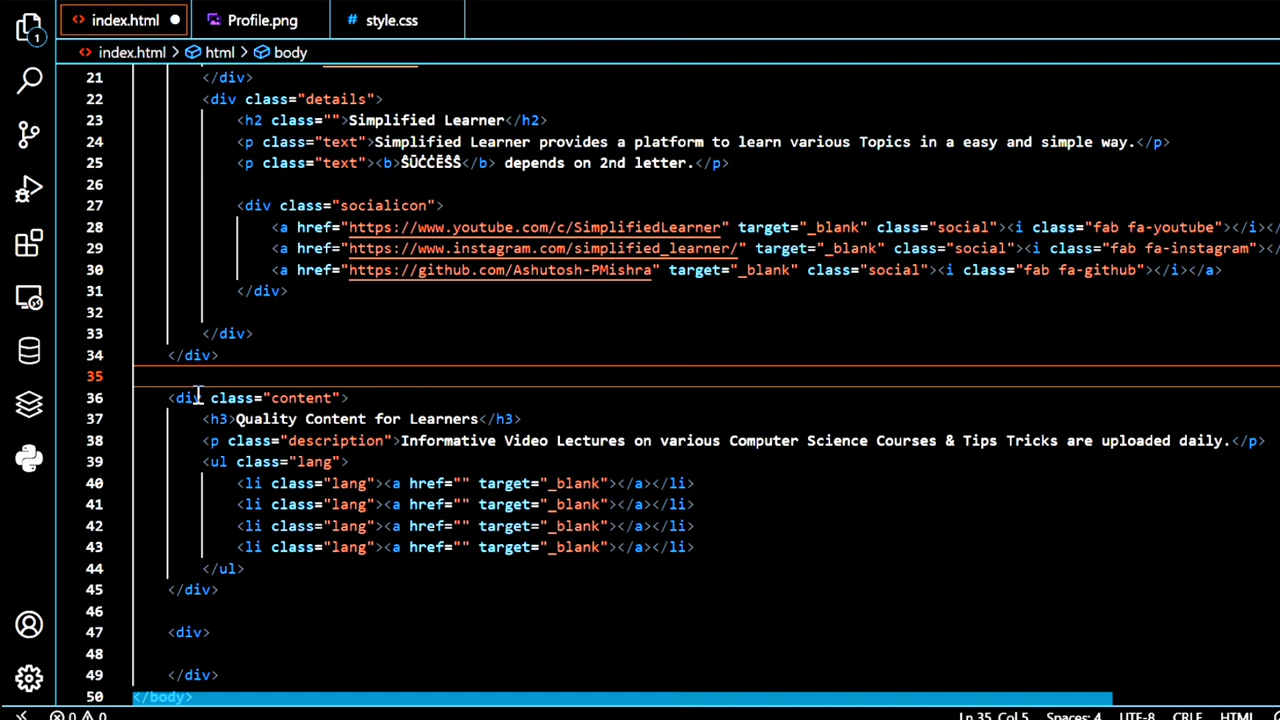 index.html
Profile.png
# style.css
index.html > html > body
1
21 </div>
22 <div class="details">
23 <h2 class="">Simplified Learner</h2>
24 <p class="text">Simplified Learner provides a platform to learn various Topics in a easy and simple way.</p>
25 <p class="text"><b>ŜŪĊĊĒŜŜ</b> depends on 2nd letter.</p>
26
27 <div class="socialicon">
28 <a href="https://www.youtube.com/c/SimplifiedLearner" target="_blank" class="social"><i class="fab fa-youtube"></i><
29 <a href="https://www.instagram.com/simplified_learner/" target="_blank" class="social"><i class="fab fa-instagram"><
30 <a href="https://github.com/Ashutosh-PMishra" target="_blank" class="social"><i class="fab fa-github"></i></a>
31 </div>
32
33 </div>
34 </div>
35
36 <div class="content">
37 <h3>Quality Content for Learners</h3>
38 <p class="description">Informative Video Lectures on various Computer Science Courses & Tips Tricks are uploaded daily.</p>
39 <ul class="lang">
40 <li class="lang"><a href="" target="_blank"></a></li>
41 <li class="lang"><a href="" target="_blank"></a></li>
42 <li class="lang"><a href="" target="_blank"></a></li>
43 <li class="lang"><a href="" target="_blank"></a></li>
44 </ul>
45 </div>
46
47 <div>
48
49 </div>
50 </body>
0 0 Ln 35, Col 5 Spaces: 4 UTF-8 CRLF HTML